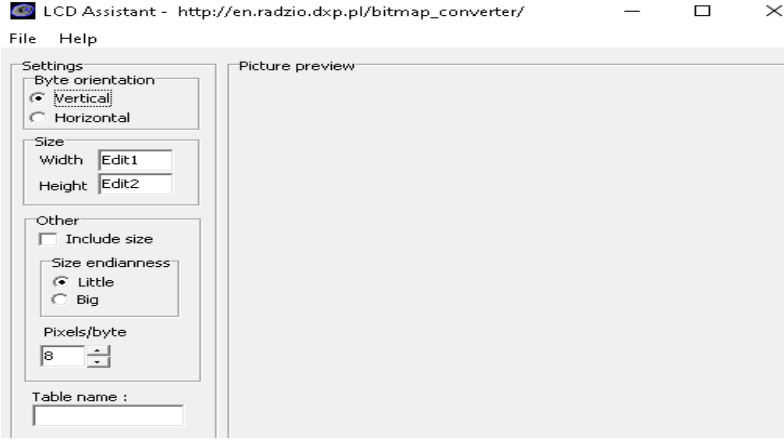 LCD Assistant - http://en.radzio.dxp.pl/bitmap_converter/
File Help
Settings
Byte orientation
Vertical
Horizontal
Size
Width Edit1
Height Edit2
Other
Include size
Size endianness
Little
Big
Pixels/byte
8
Table name :
Picture preview